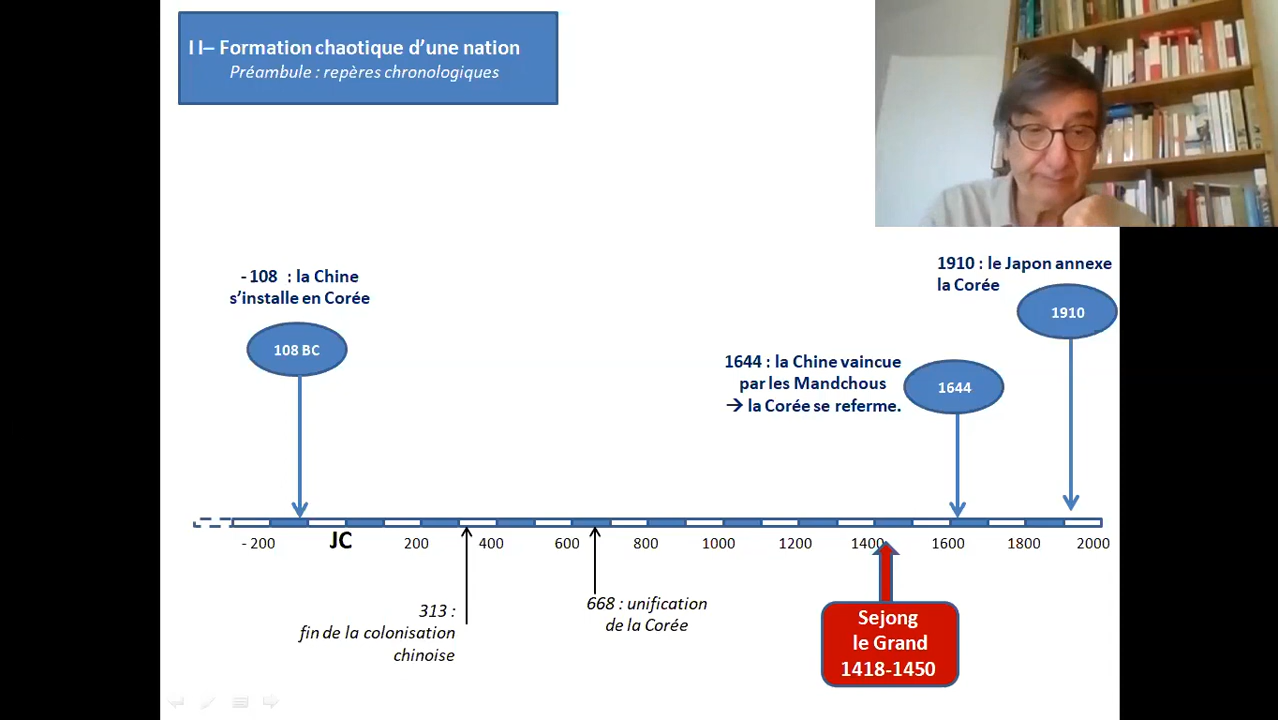 I I– Formation chaotique d’une nation
Préambule : repères chronologiques
- 108 : la Chine
s’installe en Corée
108 BC
1910 : le Japon annexe
la Corée
1910
1644 : la Chine vaincue
par les Mandchous
→ la Corée se referme.
1644
- 200 JC 200 400 600 800 1000 1200 1400 1600 1800 2000
313 :
fin de la colonisation
chinoise
668 : unification
de la Corée
Sejong
le Grand
1418-1450